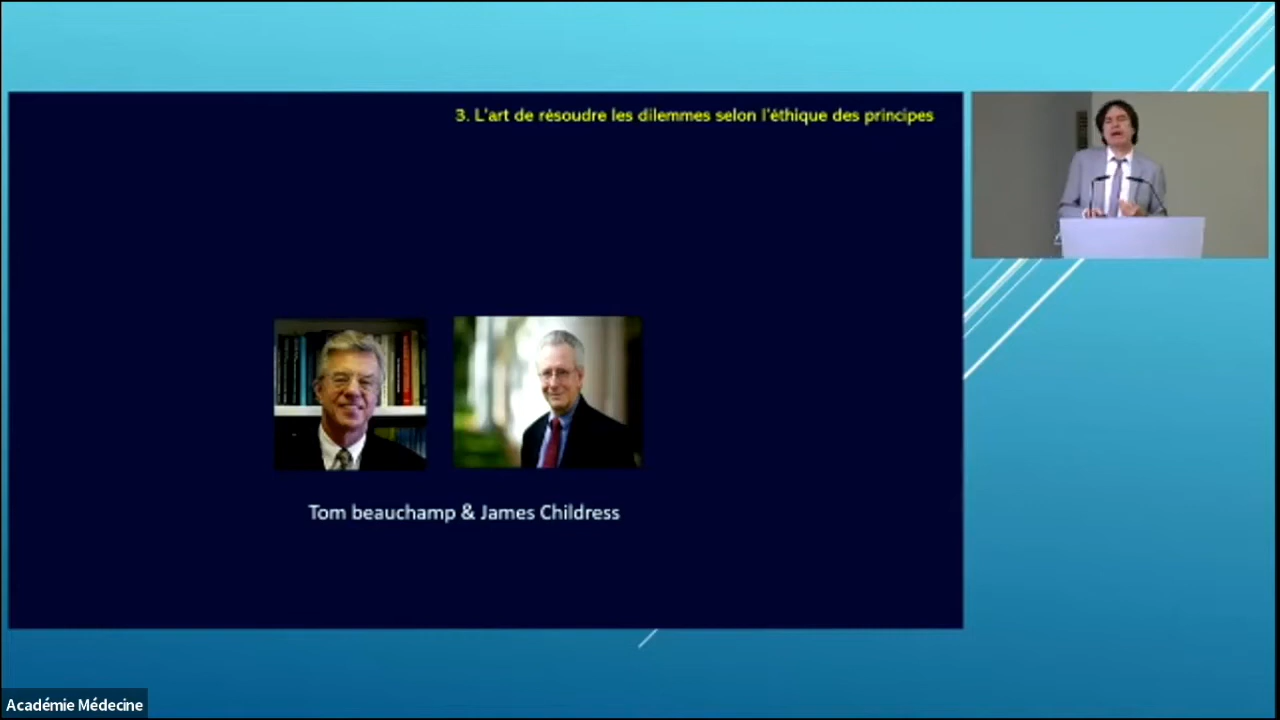 3. L'art de résoudre les dilemmes selon l'éthique des principes
Tom beauchamp & James Childress
Académie Médecine